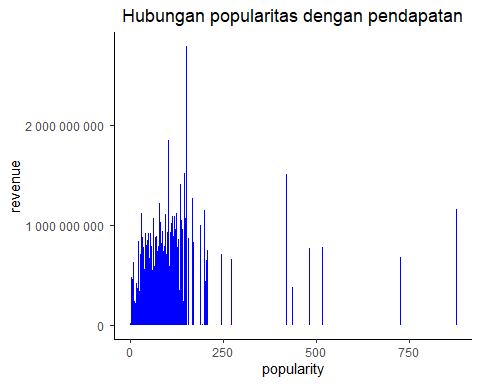 Hubungan popularitas dengan pendapatan
revenue
2 000 000 000
1 000 000 000
0
0
250
500
750
popularity